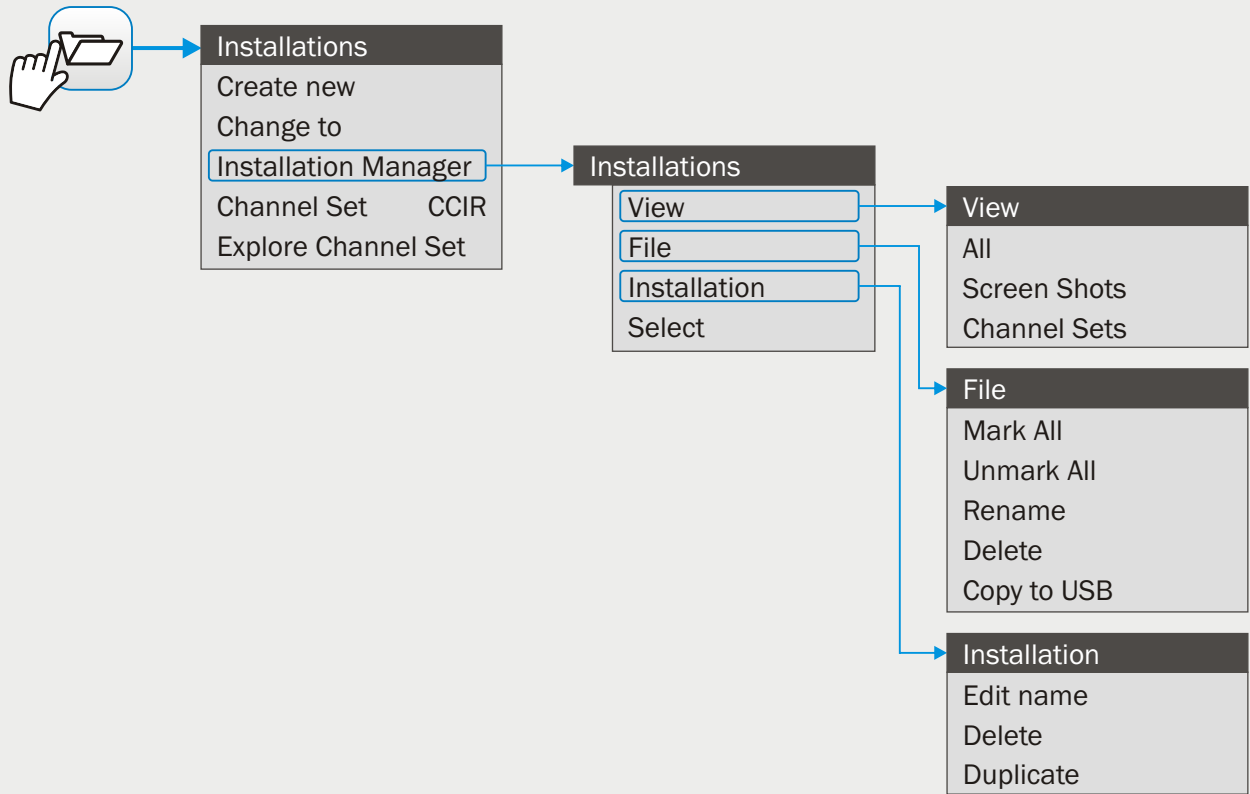 Installations
Create new
Change to
Installation Manager
Channel Set CCIR
Explore Channel Set
Installations
View
File
Installation
Select
View
All
Screen Shots
Channel Sets
File
Mark All
Unmark All
Rename
Delete
Copy to USB
Installation
Edit name
Delete
Duplicate